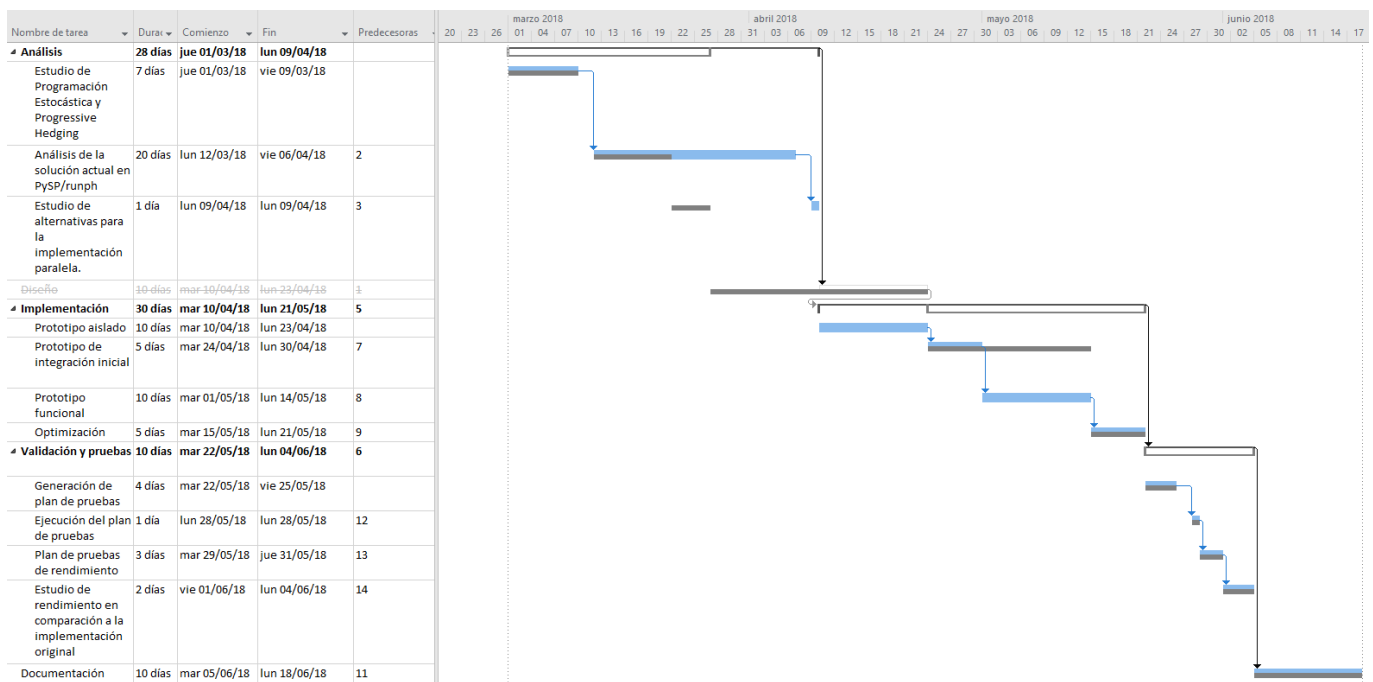 marzo 2018 abril 2018 mayo 2018 junio 2018
Nombre de tarea Durac Comienzo Fin Predecesoras 20 23 26 01 04 07 10 13 16 19 22 25 28 31 03 06 09 12 15 18 21 24 27 30 03 06 09 12 15 18 21 24 27 30 02 05 08 11 14 17
Análisis 28 días jue 01/03/18 lun 09/04/18
Estudio de 7 días jue 01/03/18 vie 09/03/18
Programación
Estocástica y
Progressive
Hedging
Análisis de la 20 días lun 12/03/18 vie 06/04/18 2
solución actual en
PySP/runph
Estudio de 1 día lun 09/04/18 lun 09/04/18 3
alternativas para
la
implementación
paralela.
Diseño 10 días mar 10/04/18 lun 23/04/18 1
Implementación 30 días mar 10/04/18 lun 21/05/18 5
Prototipo aislado 10 días mar 10/04/18 lun 23/04/18
Prototipo de 5 días mar 24/04/18 lun 30/04/18 7
integración inicial
Prototipo 10 días mar 01/05/18 lun 14/05/18 8
funcional
Optimización 5 días mar 15/05/18 lun 21/05/18 9
Validación y pruebas 10 días mar 22/05/18 lun 04/06/18 6
Generación de 4 días mar 22/05/18 vie 25/05/18
plan de pruebas
Ejecución del plan 1 día lun 28/05/18 lun 28/05/18 12
de pruebas
Plan de pruebas 3 días mar 29/05/18 jue 31/05/18 13
de rendimiento
Estudio de 2 días vie 01/06/18 lun 04/06/18 14
rendimiento en
comparación a la
implementación
original
Documentación 10 días mar 05/06/18 lun 18/06/18 11